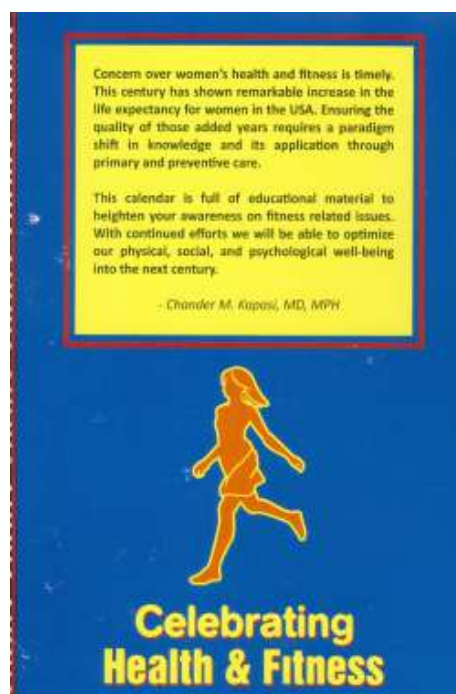 Concern over women's health and fitness is timely.
This century has shown remarkable increase in the
life expectancy for women in the USA. Ensuring the
quality of those added years requires a paradigm
shift in knowledge and its application through
primary and preventive care.
This calendar is full of educational material to
heighten your awareness on fitness related issues.
With continued efforts we will be able to optimize
our physical, social, and psychological well-being
into the next century.
- Chander M. Kapasi, MD, MPH
Celebrating
Health & Fitness